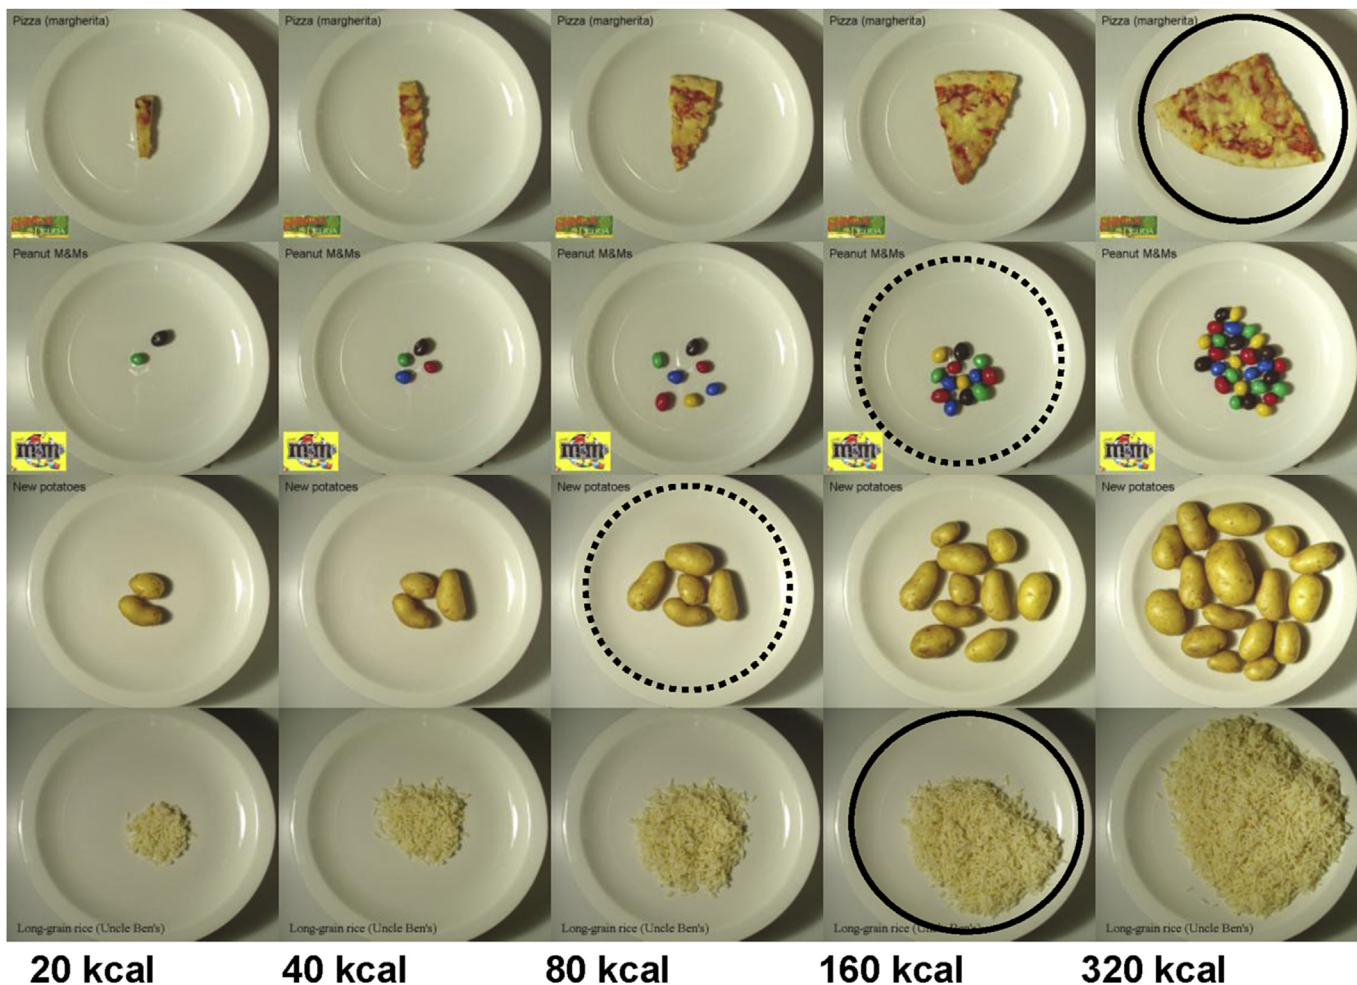 Pizza (margherita)
Pizza (margherita)
Pizza (margherita)
Pizza (margherita)
Pizza (margherita)
Peanut M&Ms
Peanut M&Ms
Peanut M&Ms
Peanut M&Ms
Peanut M&Ms
m&m's
m&m's
m&m's
m&m's
m&m's
New potatoes
New potatoes
New potatoes
New potatoes
New potatoes
Long-grain rice (Uncle Ben's)
Long-grain rice (Uncle Ben's)
Long-grain rice (Uncle Ben's)
Long-grain rice (Uncle Ben's)
Long-grain rice (Uncle Ben's)
20 kcal
40 kcal
80 kcal
160 kcal
320 kcal